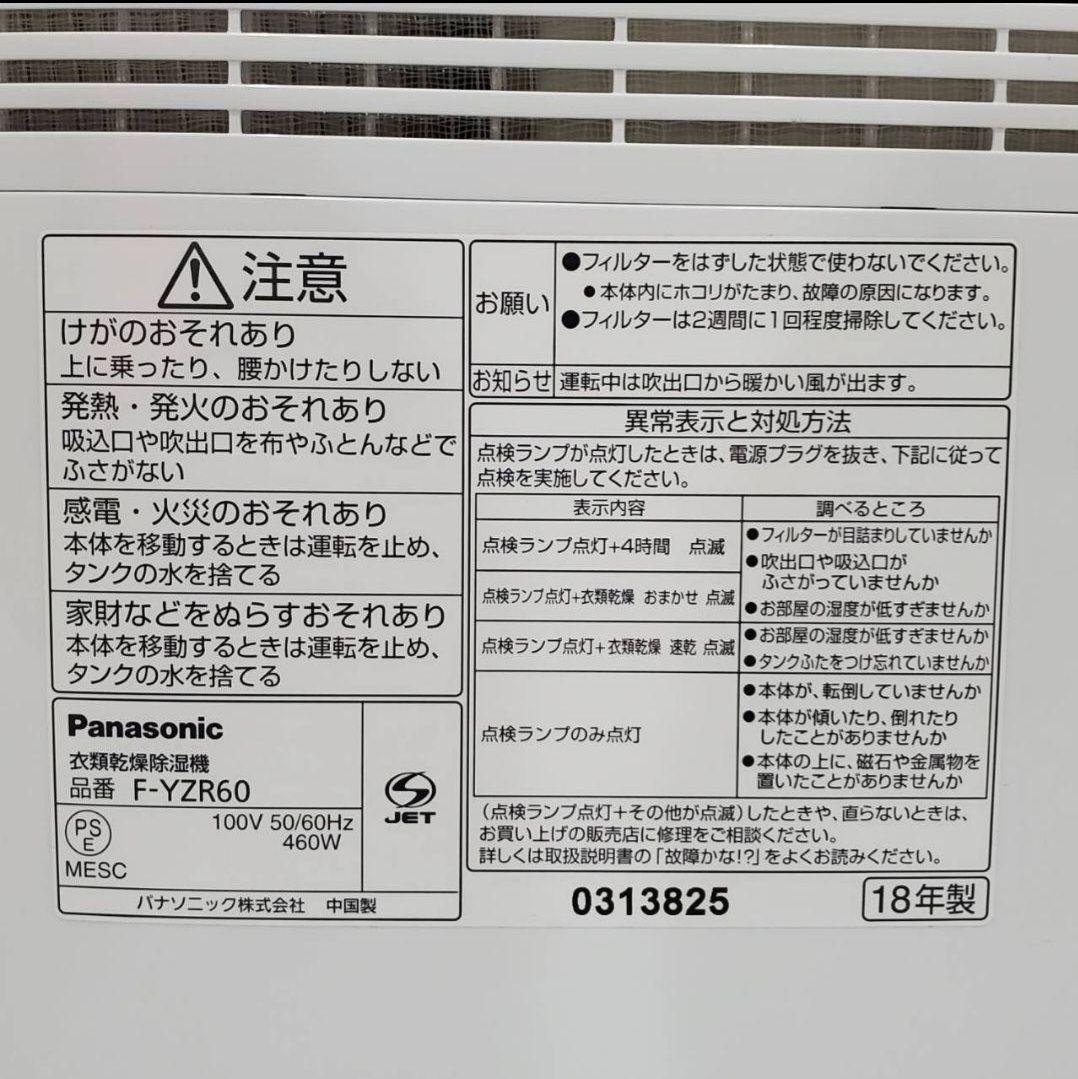 注意
けがのおそれあり
上に乗ったり、腰かけたりしない
発熱・発火のおそれあり
吸込口や吹出口を布やふとんなどで
ふさがない
感電・火災のおそれあり
本体を移動するときは運転を止め、
タンクの水を捨てる
家財などをぬらすおそれあり
本体を移動するときは運転を止め、
タンクの水を捨てる
Panasonic
衣類乾燥除湿機
品番 F-YZR60
PS
E
MESC
100V 50/60Hz
460W
JET
パナソニック株式会社 中国製
お願い
●フィルターをはずした状態で使わないでください。
●本体内にホコリがたまり、故障の原因になります。
●フィルターは2週間に1回程度掃除してください。
お知らせ 運転中は吹出口から暖かい風が出ます。
異常表示と対処方法
点検ランプが点灯したときは、電源プラグを抜き、下記に従って
点検を実施してください。
表示内容 調べるところ
点検ランプ点灯+4時間 点滅
点検ランプ点灯+衣類乾燥 おまかせ 点滅
●フィルターが目詰まりしていませんか
●吹出口や吸込口が
ふさがっていませんか
●お部屋の湿度が低すぎませんか
点検ランプ点灯+衣類乾燥 速乾 点滅
●お部屋の湿度が低すぎませんか
●タンクふたをつけ忘れていませんか
点検ランプのみ点灯
●本体が、転倒していませんか
●本体が傾いたり、倒れたり
したことがありませんか
●本体の上に、磁石や金属物を
置いたことがありませんか
(点検ランプ点灯+その他が点滅)したときや、直らないときは、
お買い上げの販売店に修理をご相談ください。
詳しくは取扱説明書の「故障かな!?」をよくお読みください。
0313825
18年製